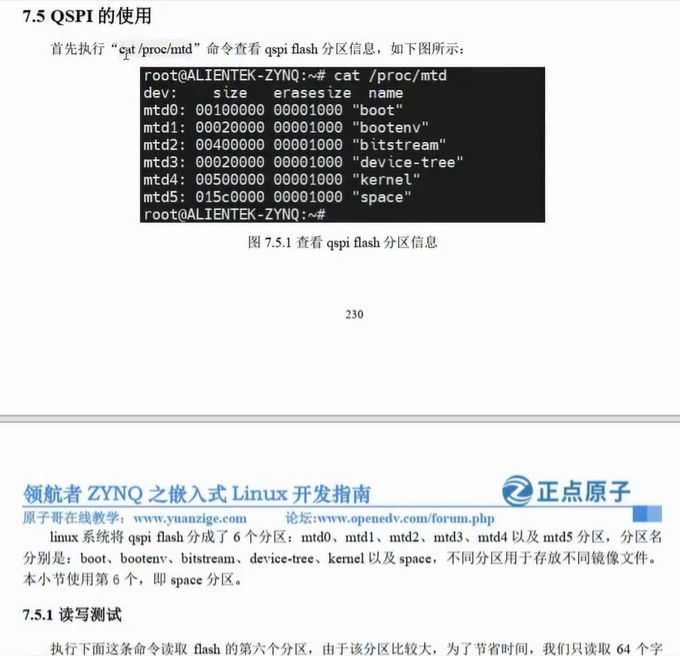 7.5 QSPI 的使用
首先执行“cat /proc/mtd”命令查看 qspi flash 分区信息，如下图所示：
root@ALIENTEK-ZYNQ:~# cat /proc/mtd
dev:    size   erasesize  name
mtd0: 00100000 00001000 "boot"
mtd1: 00020000 00001000 "bootenv"
mtd2: 00400000 00001000 "bitstream"
mtd3: 00020000 00001000 "device-tree"
mtd4: 00500000 00001000 "kernel"
mtd5: 015c0000 00001000 "space"
root@ALIENTEK-ZYNQ:~#
图 7.5.1 查看 qspi flash 分区信息
230
领航者 ZYNQ 之嵌入式 Linux 开发指南
正点原子
原子哥在线教学：www.yuanzige.com 论坛:www.openedv.com/forum.php
linux 系统将 qspi flash 分成了 6 个分区：mtd0、mtd1、mtd2、mtd3、mtd4 以及 mtd5 分区，分区名
分别是：boot、bootenv、bitstream、device-tree、kernel 以及 space，不同分区用于存放不同镜像文件。
本小节使用第 6 个，即 space 分区。
7.5.1 读写测试
执行下面这条命令读取 flash 的第六个分区，由于该分区比较大，为了节省时间，我们只读取 64 个字